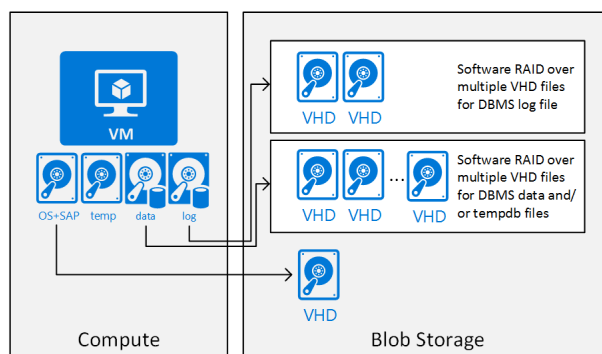 VM
OS+SAP temp data log
Compute
VHD VHD
Software RAID over
multiple VHD files
for DBMS log file
VHD VHD ... VHD
Software RAID over
multiple VHD files
for DBMS data and/
or tempdb files
VHD
Blob Storage